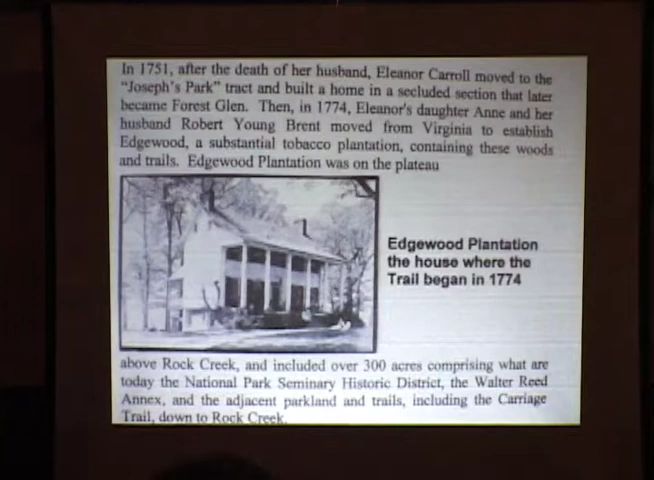 In 1751, after the death of her husband, Eleanor Carroll moved to the
“Joseph's Park” tract and built a home in a secluded section that later
became Forest Glen. Then, in 1774, Eleanor's daughter Anne and her
husband Robert Young Brent moved from Virginia to establish
Edgewood, a substantial tobacco plantation, containing these woods
and trails. Edgewood Plantation was on the plateau
Edgewood Plantation
the house where the
Trail began in 1774
above Rock Creek, and included over 300 acres comprising what are
today the National Park Seminary Historic District, the Walter Reed
Annex, and the adjacent parkland and trails, including the Carriage
Trail, down to Rock Creek.